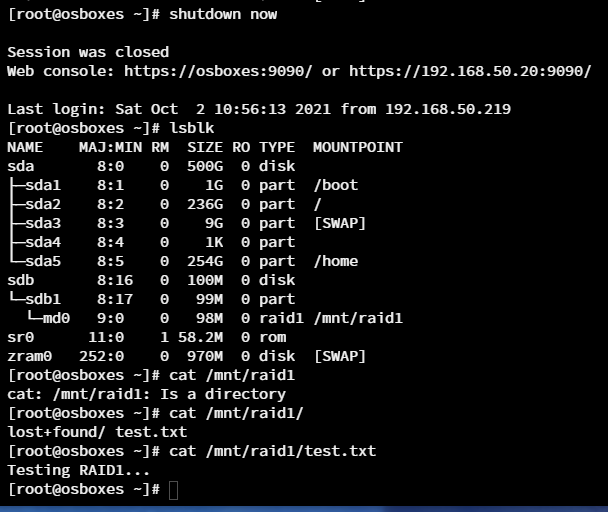 [root@osboxes ~]# shutdown now
Session was closed
Web console: https://osboxes:9090/ or https://192.168.50.20:9090/
Last login: Sat Oct  2 10:56:13 2021 from 192.168.50.219
[root@osboxes ~]# lsblk
NAME    MAJ:MIN RM  SIZE RO TYPE  MOUNTPOINT
sda       8:0    0  500G  0 disk
├─sda1    8:1    0    1G  0 part  /boot
├─sda2    8:2    0  236G  0 part  /
├─sda3    8:3    0    9G  0 part  [SWAP]
├─sda4    8:4    0    1K  0 part
└─sda5    8:5    0  254G  0 part  /home
sdb       8:16   0  100M  0 disk
└─sdb1    8:17   0   99M  0 part
  └─md0   9:0    0   98M  0 raid1 /mnt/raid1
sr0      11:0    1 58.2M  0 rom
zram0   252:0    0  970M  0 disk  [SWAP]
[root@osboxes ~]# cat /mnt/raid1
cat: /mnt/raid1: Is a directory
[root@osboxes ~]# cat /mnt/raid1/
lost+found/ test.txt
[root@osboxes ~]# cat /mnt/raid1/test.txt
Testing RAID1...
[root@osboxes ~]#